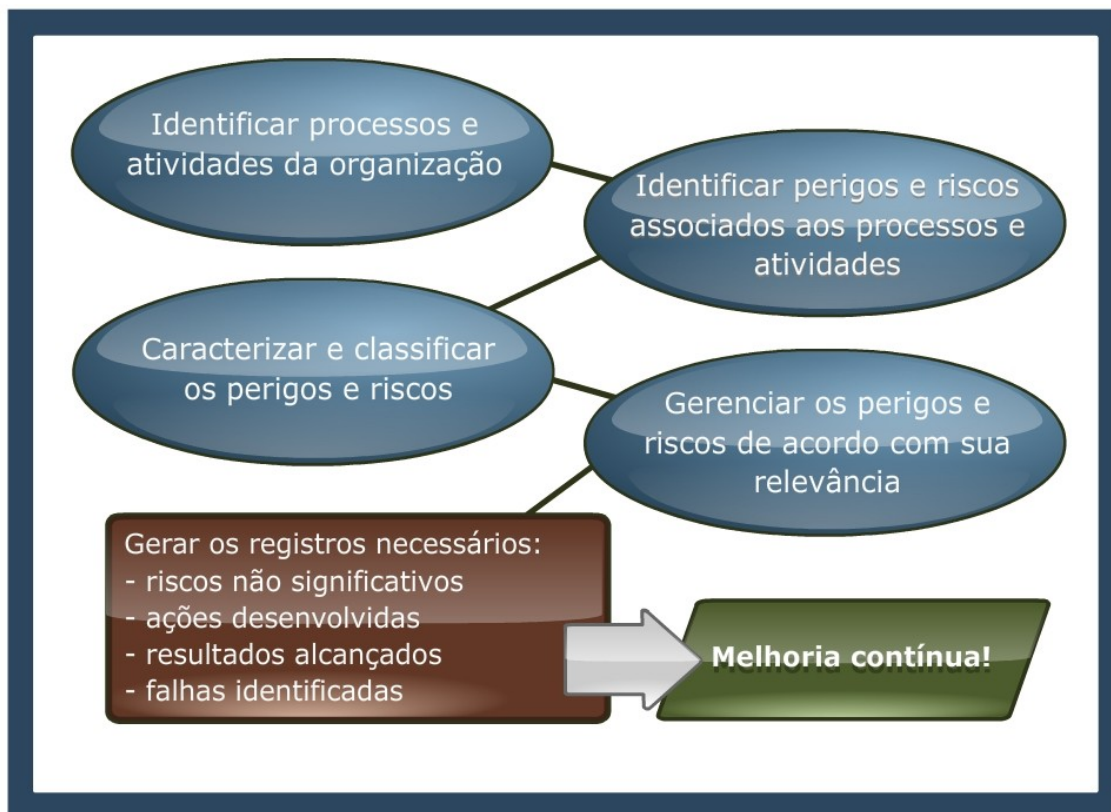 Identificar processos e
atividades da organização
Identificar perigos e riscos
associados aos processos e
atividades
Caracterizar e classificar
os perigos e riscos
Gerenciar os perigos e
riscos de acordo com sua
relevância
Gerar os registros necessários:
- riscos não significativos
- ações desenvolvidas
- resultados alcançados
- falhas identificadas
Melhoria contínua!